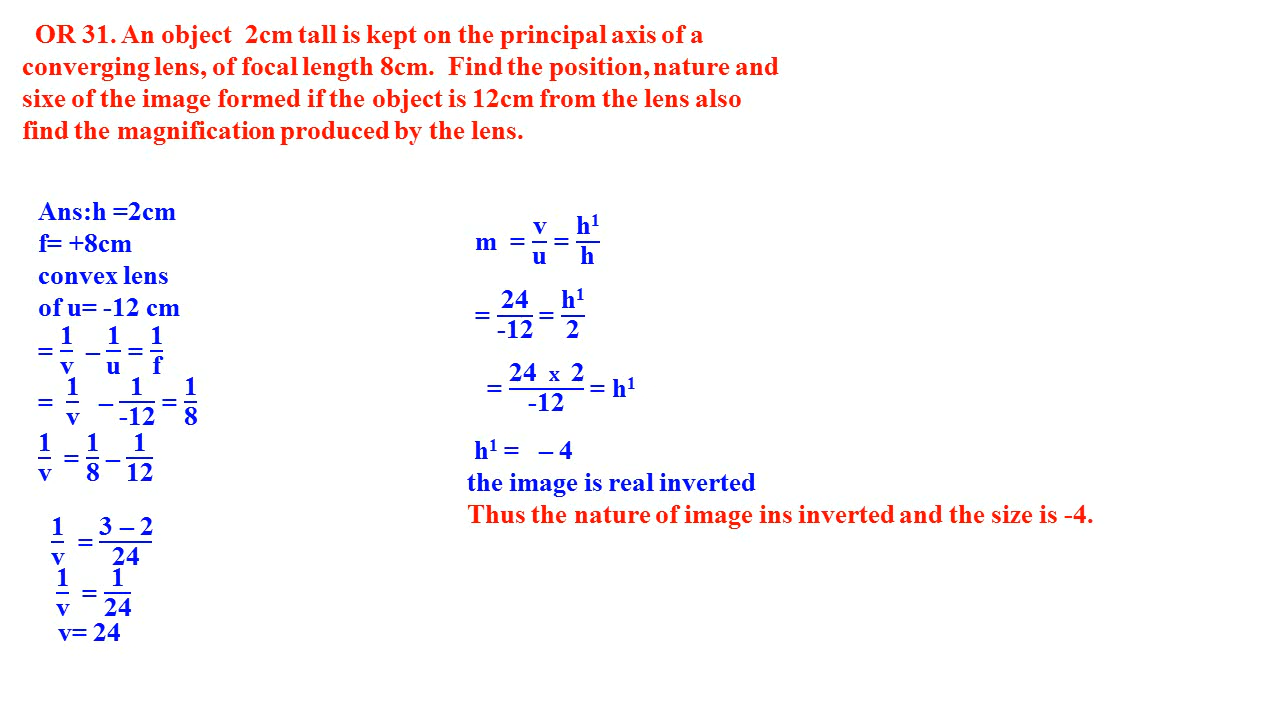 OR 31. An object 2cm tall is kept on the principal axis of a
converging lens, of focal length 8cm. Find the position, nature and
sixe of the image formed if the object is 12cm from the lens also
find the magnification produced by the lens.
Ans:h =2cm
f= +8cm
convex lens
of u= -12 cm
= 1/v – 1/u = 1/f
= 1/v – 1/-12 = 1/8
1/v = 1/8 – 1/12
1/v = 3 – 2/24
1/v = 1/24
v= 24
m = v/u = h¹/h
= 24/-12 = h¹/2
= 24 x 2/-12 = h¹
h¹ = – 4
the image is real inverted
Thus the nature of image ins inverted and the size is -4.